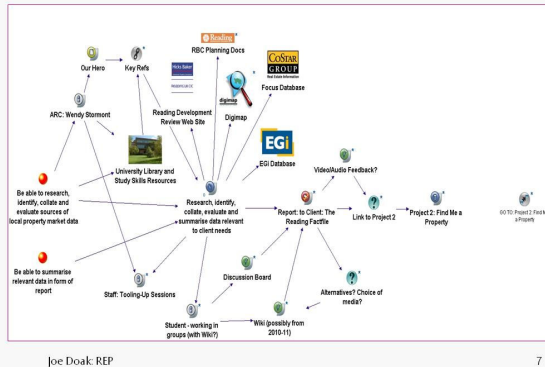 Reading
RBC Planning Docs
CoStar
GROUP
Focus Database
Our Hero
Key Refs
digimap
Digimap
Reading Development
Review Web Site
ARC: Wendy Stormont
EGi
EGi Database
University Library and
Study Skills Resources
Video/Audio Feedback?
Be able to research,
identify, collate and
evaluate sources of
local property market data
Research, identify,
collate, evaluate and
summarise data relevant
to client needs
Report: to Client: The
Reading Factfile
Link to Project 2
Project 2: Find Me a
Property
GO TO: Project 2: Find M
a Property
Be able to summarise
relevant data in form of
report
Staff: Tooling-Up Sessions
Discussion Board
Student - working in
groups (with Wiki?)
Wiki (possibly from
2010-11)
Alternatives? Choice of
media?
Joe Doak: REP
7